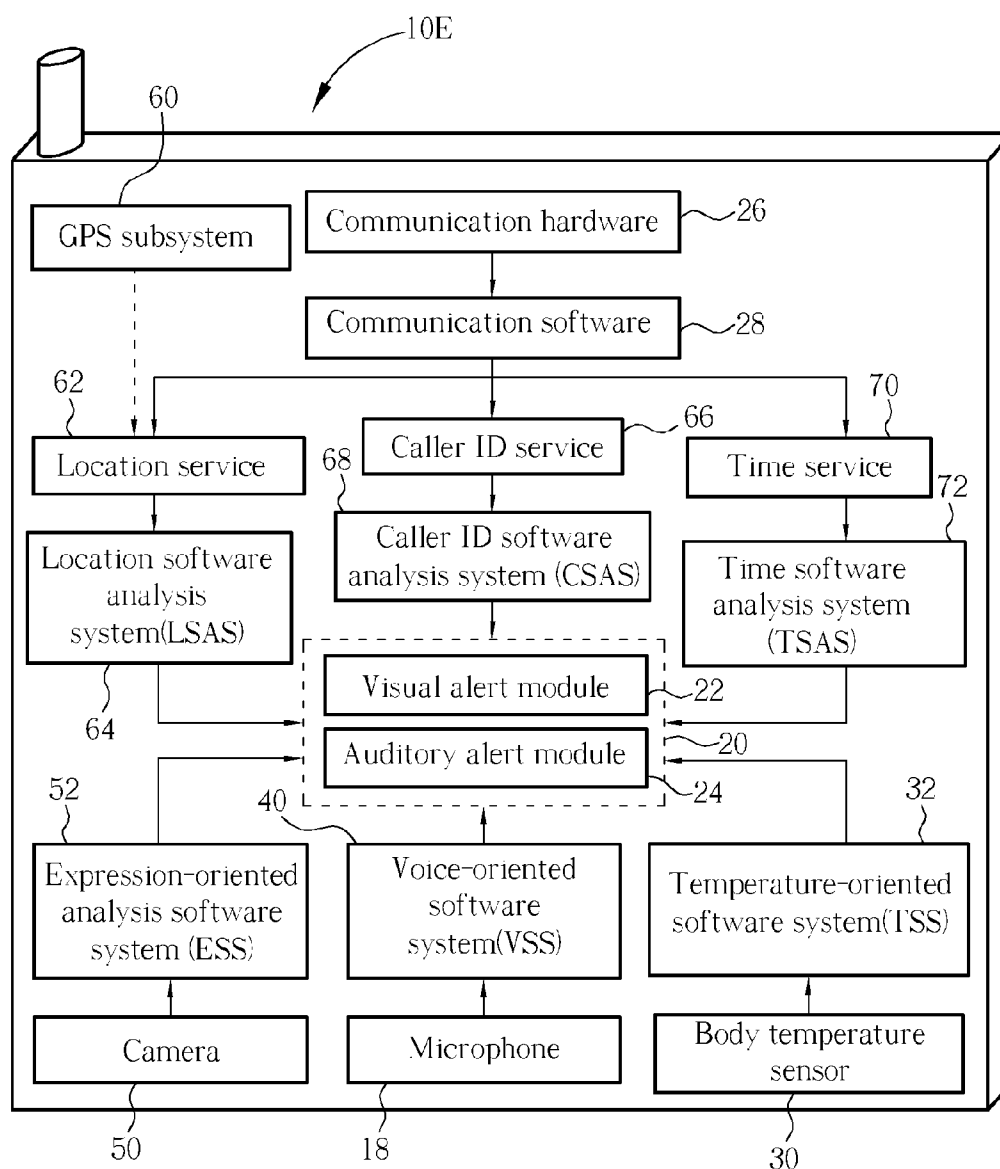 10E
60
GPS subsystem
Communication hardware
26
Communication software
28
62
Location service
66
Caller ID service
70
Time service
68
Caller ID software
analysis system (CSAS)
72
Time software
analysis system
(TSAS)
Location software
analysis
system(LSAS)
64
Visual alert module
22
20
Auditory alert module
24
52
Expression-oriented
analysis software
system (ESS)
40
Voice-oriented
software
system(VSS)
32
Temperature-oriented
software system(TSS)
Camera
50
Microphone
18
Body temperature
sensor
30